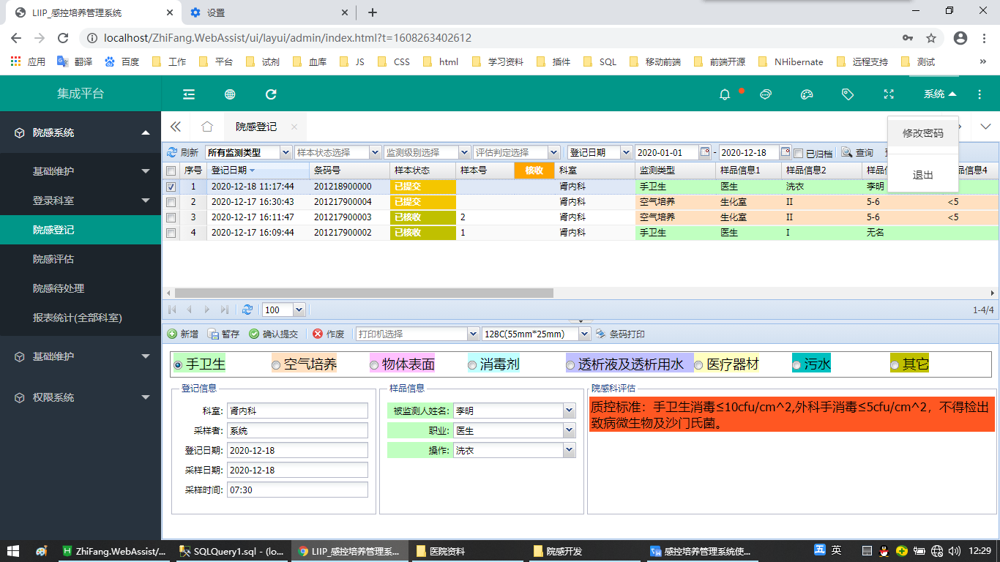 LIIP_感控培养管理系统 设置
localhost/ZhiFang.WebAssist/ui/layui/admin/index.html?t=1608263402612
应用 翻译 百度 工作 平台 试剂 血库 JS CSS html 学习资料 插件 SQL 移动前端 前端开源 NHibernate 远程支持 测试 »
集成平台 系统
院感系统 院感登记 修改密码
退出
刷新 所有监测类型 样本状态选择 监测级别选择 评估判定选择 登记日期 2020-01-01 - 2020-12-18 已归档 查询
序号 登记日期 条码号 样本状态 样本号 核收 科室 监测类型 样品信息1 样品信息2 样品 品信息4
1 2020-12-18 11:17:44 201218900000 已提交 肾内科 手卫生 医生 洗衣 李明
2 2020-12-17 16:30:43 201217900004 已提交 肾内科 空气培养 生化室 II 5-6 <5
3 2020-12-17 16:11:47 201217900003 已核收 2 肾内科 空气培养 生化室 II 5-6 <5
4 2020-12-17 16:09:44 201217900002 已核收 1 肾内科 手卫生 医生 I 无名
基础维护
登录科室
院感登记
院感评估
院感待处理
报表统计(全部科室)
基础维护
权限系统
100 1-4/4
新增 暂存 确认提交 作废 打印机选择 128C(55mm*25mm) 条码打印
手卫生 空气培养 物体表面 消毒剂 透析液及透析用水 医疗器材 污水 其它
登记信息
科室: 肾内科
采样者: 系统
登记日期: 2020-12-18
采样日期: 2020-12-18
采样时间: 07:30
样品信息
被监测人姓名: 李明
职业: 医生
操作: 洗衣
院感科评估
质控标准：手卫生消毒≤10cfu/cm^2,外科手消毒≤5cfu/cm^2，不得检出
致病微生物及沙门氏菌。
ZhiFang.WebAssist/... SQLQuery1.sql - (lo... LIIP_感控培养管理系... 医院资料 院感开发 感控培养管理系统使... 五 英 12:29